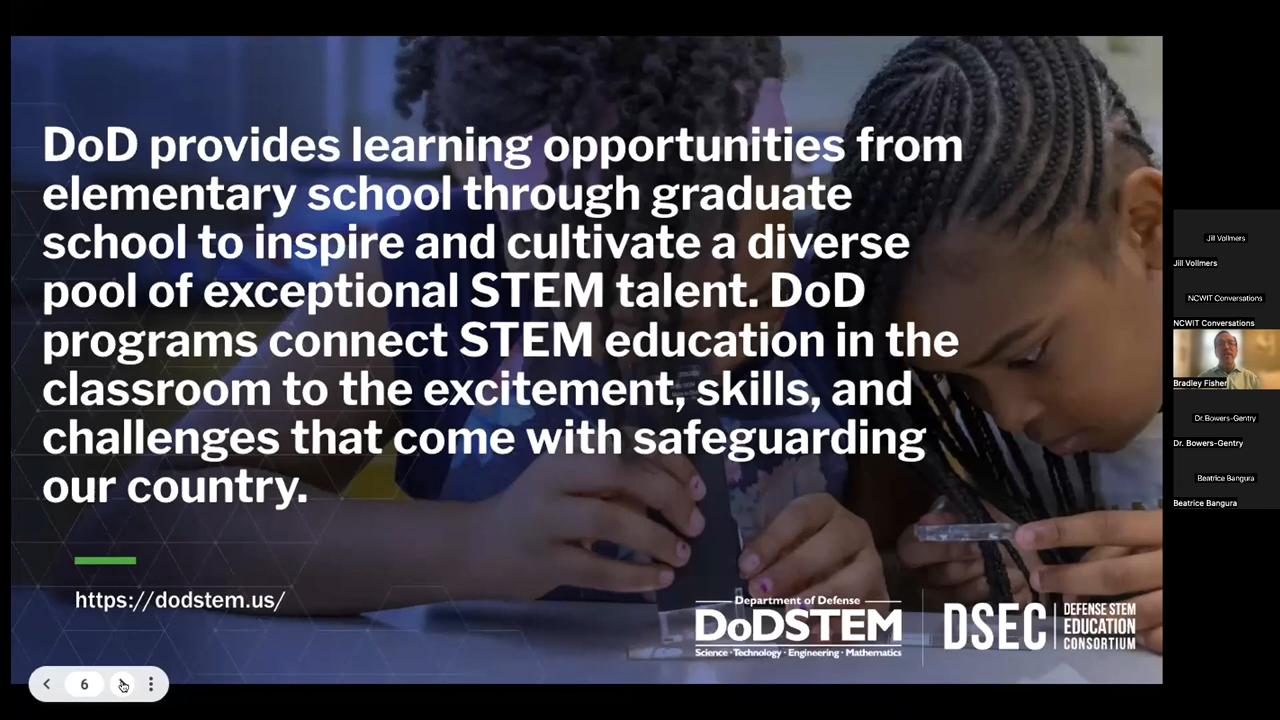 DoD provides learning opportunities from
elementary school through graduate
school to inspire and cultivate a diverse
pool of exceptional STEM talent. DoD
programs connect STEM education in the
classroom to the excitement, skills, and
challenges that come with safeguarding
our country.
https://dodstem.us/
Department of Defense
DoDSTEM
Science · Technology · Engineering · Mathematics
DSEC
DEFENSE STEM
EDUCATION
CONSORTIUM
6
Jill Vollmers
Jill Vollmers
NCWIT Conversations
NCWIT Conversations
Bradley Fisher
Dr. Bowers-Gentry
Dr. Bowers-Gentry
Beatrice Bangura
Beatrice Bangura